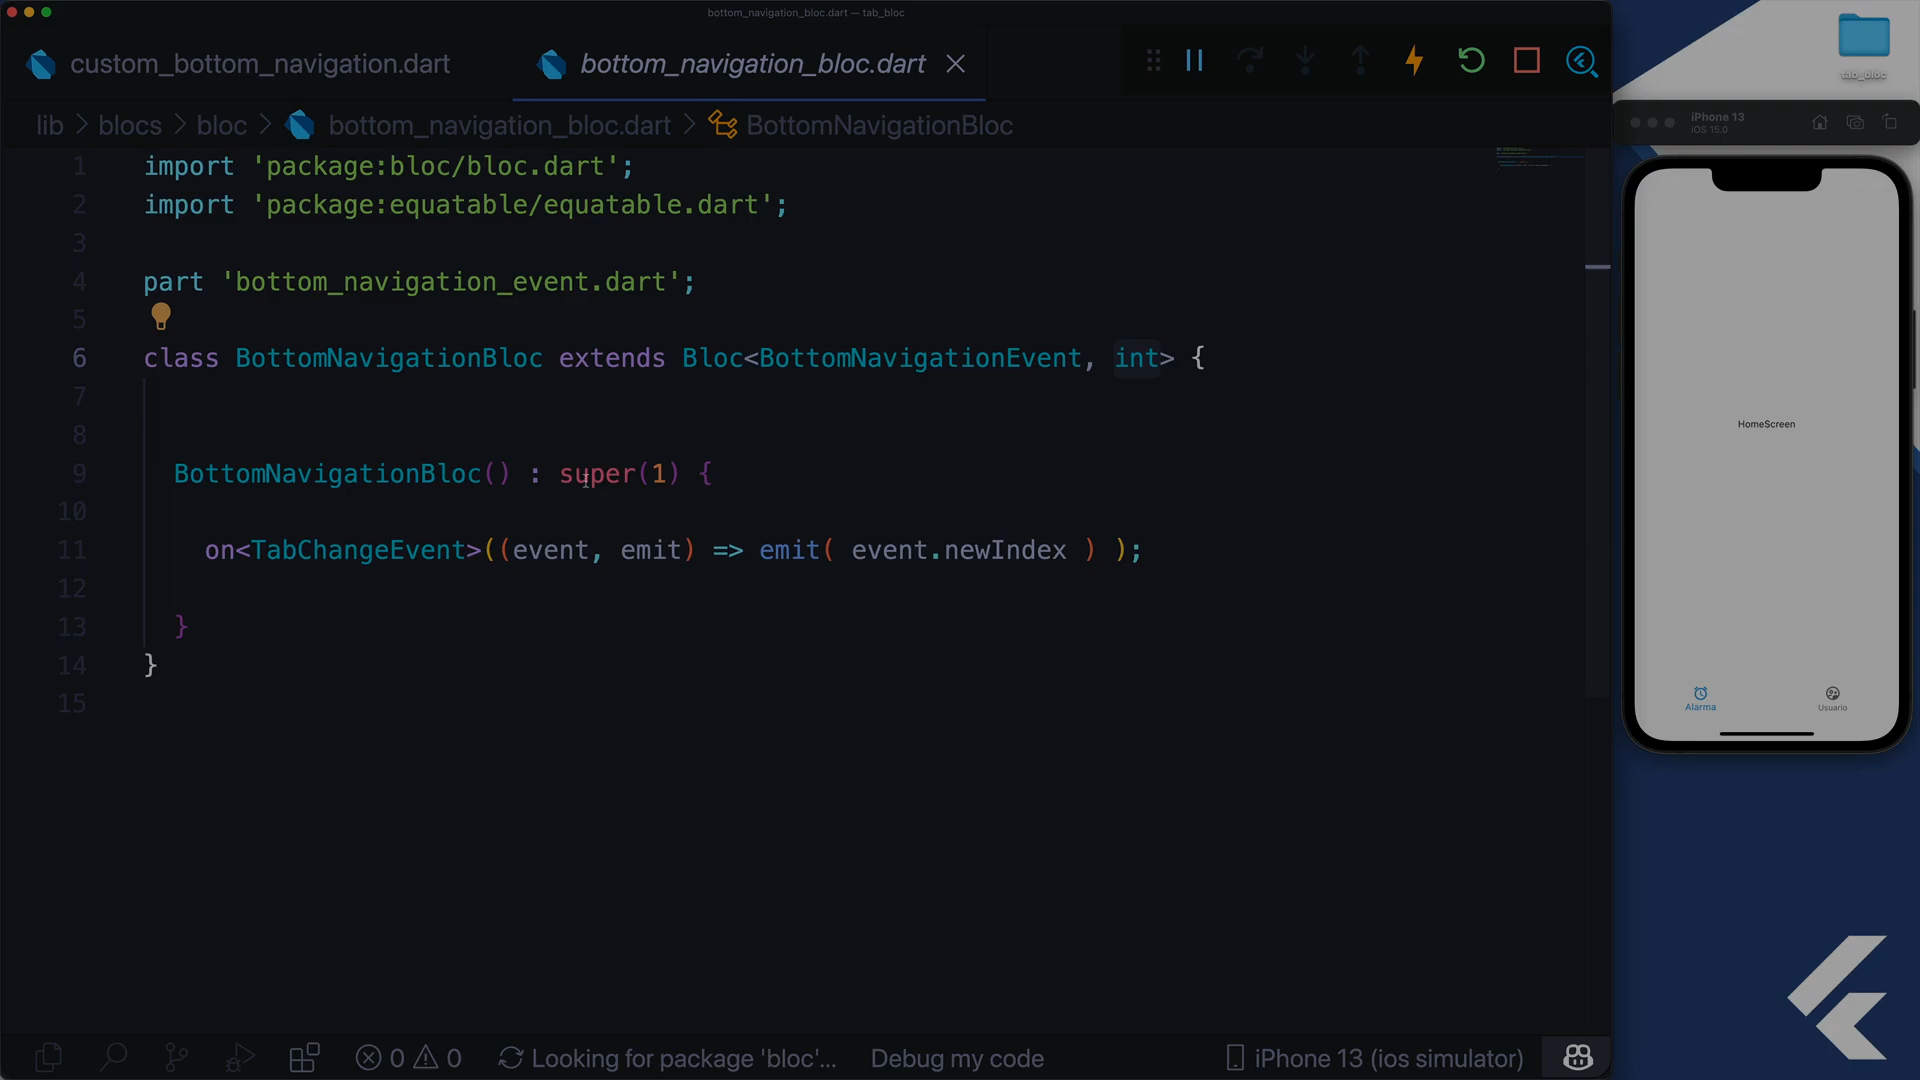 bottom_navigation_bloc.dart — tab_bloc
custom_bottom_navigation.dart
bottom_navigation_bloc.dart
lib > blocs > bloc > bottom_navigation_bloc.dart > BottomNavigationBloc
1 import 'package:bloc/bloc.dart';
2 import 'package:equatable/equatable.dart';
3
4 part 'bottom_navigation_event.dart';
5
6 class BottomNavigationBloc extends Bloc<BottomNavigationEvent, int> {
7
8
9 BottomNavigationBloc() : super(1) {
10
11 on<TabChangeEvent>((event, emit) => emit( event.newIndex ) );
12
13 }
14 }
15
0 0 Looking for package 'bloc'... Debug my code iPhone 13 (ios simulator)
tab_bloc
iPhone 13
iOS 15.0
HomeScreen
Alarma
Usuario